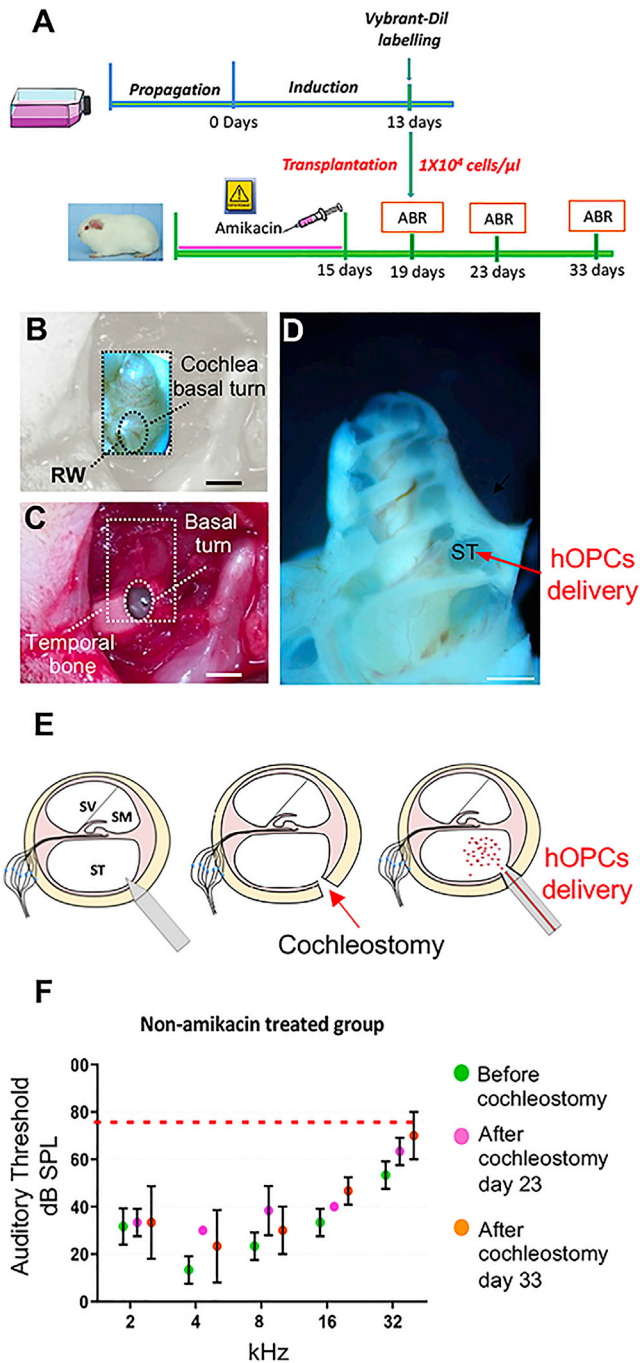 A
Vybrant-DiI
labelling
Propagation
Induction
0 Days
13 days
Transplantation
1X10⁴ cells/µl
Amikacin
ABR
ABR
ABR
15 days
19 days
23 days
33 days
B
Cochlea
basal turn
RW
C
Basal
turn
Temporal
bone
D
ST
hOPCs
delivery
E
SV
SM
ST
Cochleostomy
hOPCs
delivery
F
Non-amikacin treated group
Auditory Threshold
dB SPL
00
80
60
40
20
0
2
4
8
16
32
kHz
Before
cochleostomy
After
cochleostomy
day 23
After
cochleostomy
day 33